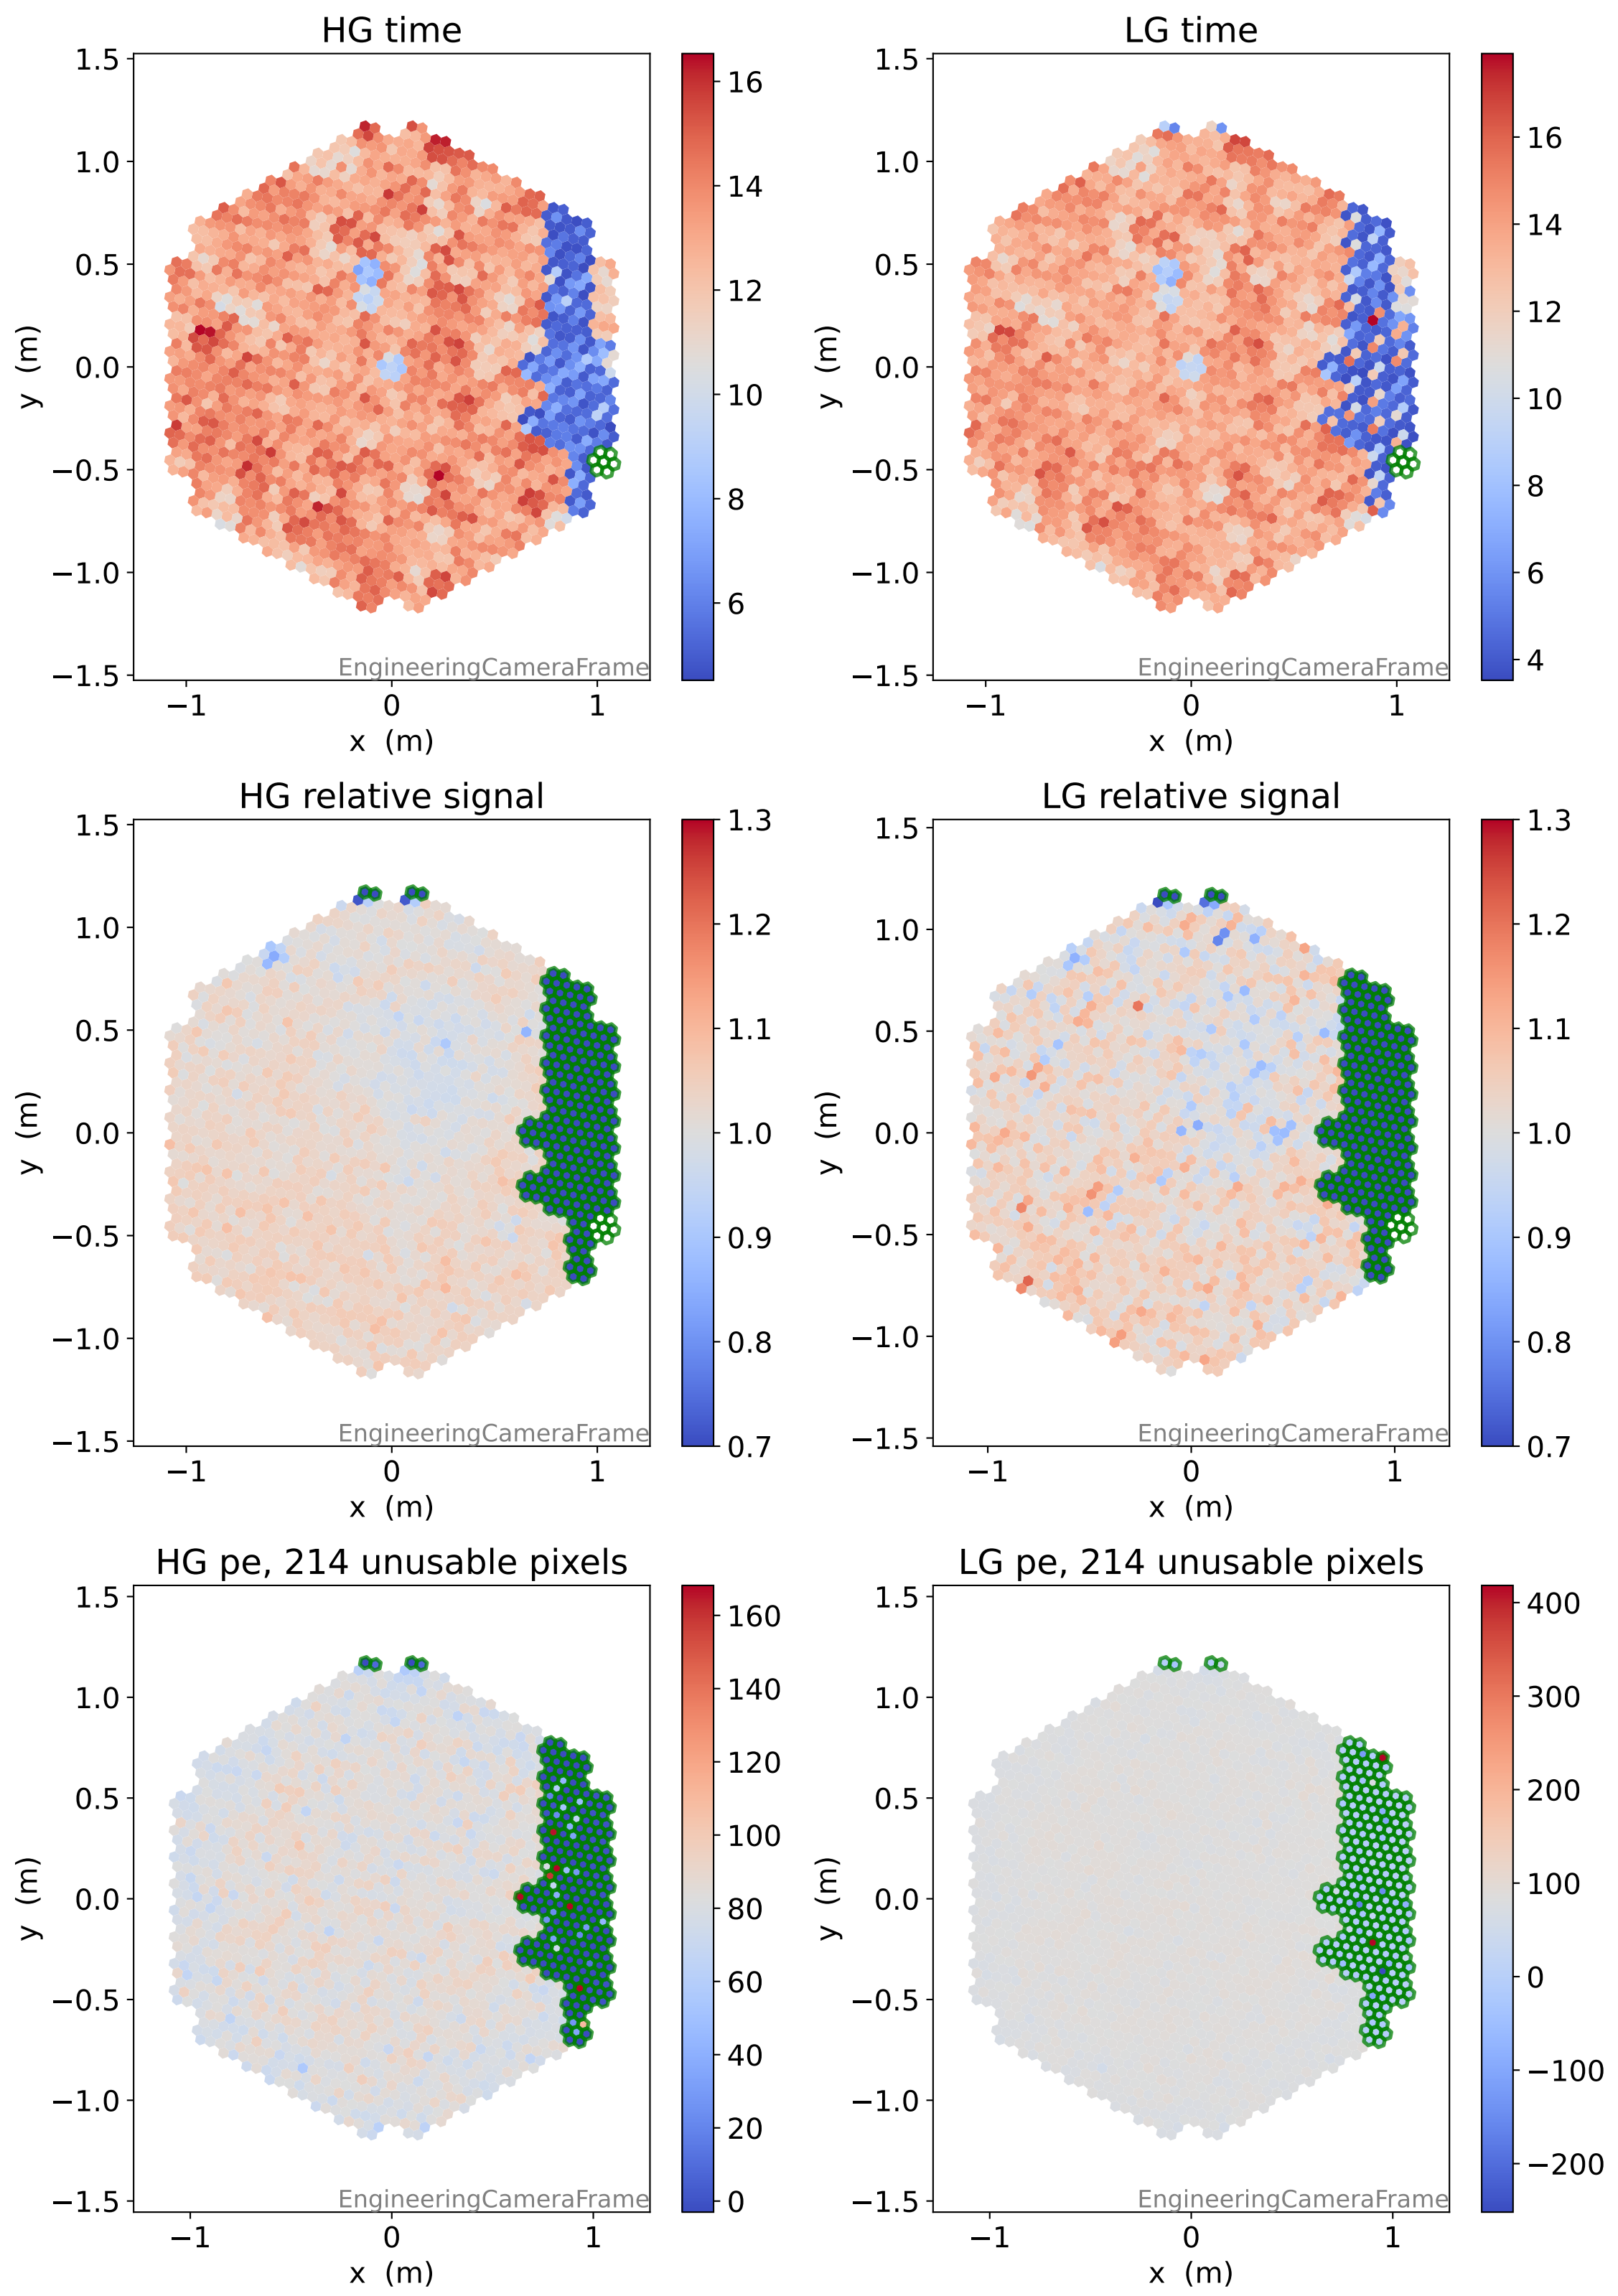 HG time
1.5
1.0
0.5
0.0
−0.5
−1.0
−1.5
y (m)
−1 0 1
x (m)
EngineeringCameraFrame
16
14
12
10
8
6
LG time
1.5
1.0
0.5
0.0
−0.5
−1.0
−1.5
y (m)
−1 0 1
x (m)
EngineeringCameraFrame
16
14
12
10
8
6
4
HG relative signal
1.5
1.0
0.5
0.0
−0.5
−1.0
−1.5
y (m)
−1 0 1
x (m)
EngineeringCameraFrame
1.3
1.2
1.1
1.0
0.9
0.8
0.7
LG relative signal
1.5
1.0
0.5
0.0
−0.5
−1.0
−1.5
y (m)
−1 0 1
x (m)
EngineeringCameraFrame
1.3
1.2
1.1
1.0
0.9
0.8
0.7
HG pe, 214 unusable pixels
1.5
1.0
0.5
0.0
−0.5
−1.0
−1.5
y (m)
−1 0 1
x (m)
EngineeringCameraFrame
160
140
120
100
80
60
40
20
0
LG pe, 214 unusable pixels
1.5
1.0
0.5
0.0
−0.5
−1.0
−1.5
y (m)
−1 0 1
x (m)
EngineeringCameraFrame
400
300
200
100
0
−100
−200